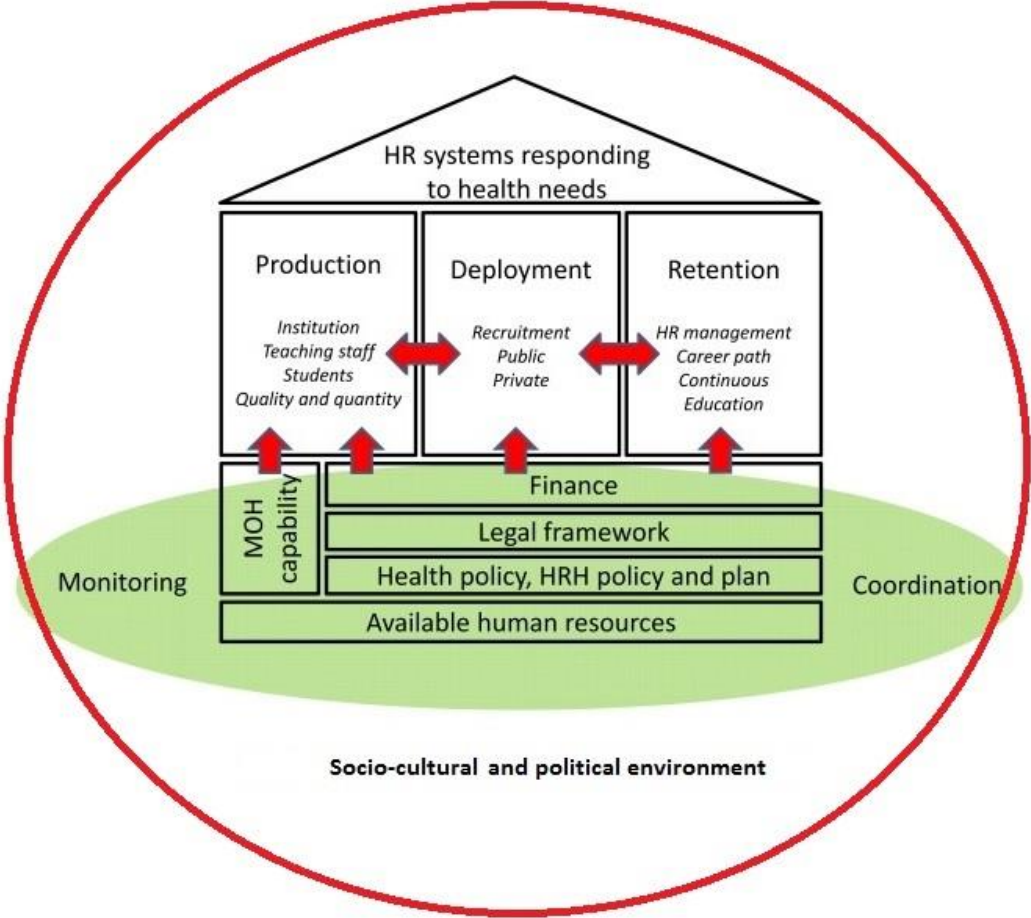 HR systems responding
to health needs
Production
Institution
Teaching staff
Students
Quality and quantity
Deployment
Recruitment
Public
Private
Retention
HR management
Career path
Continuous
Education
MOH
capability
Finance
Legal framework
Health policy, HRH policy and plan
Available human resources
Monitoring
Coordination
Socio-cultural and political environment